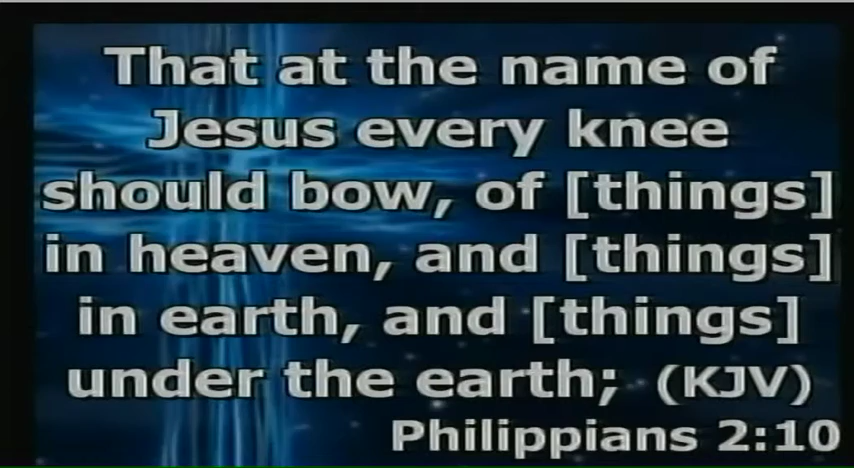 That at the name of
Jesus every knee
should bow, of [things]
in heaven, and [things]
in earth, and [things]
under the earth; (KJV)
Philippians 2:10